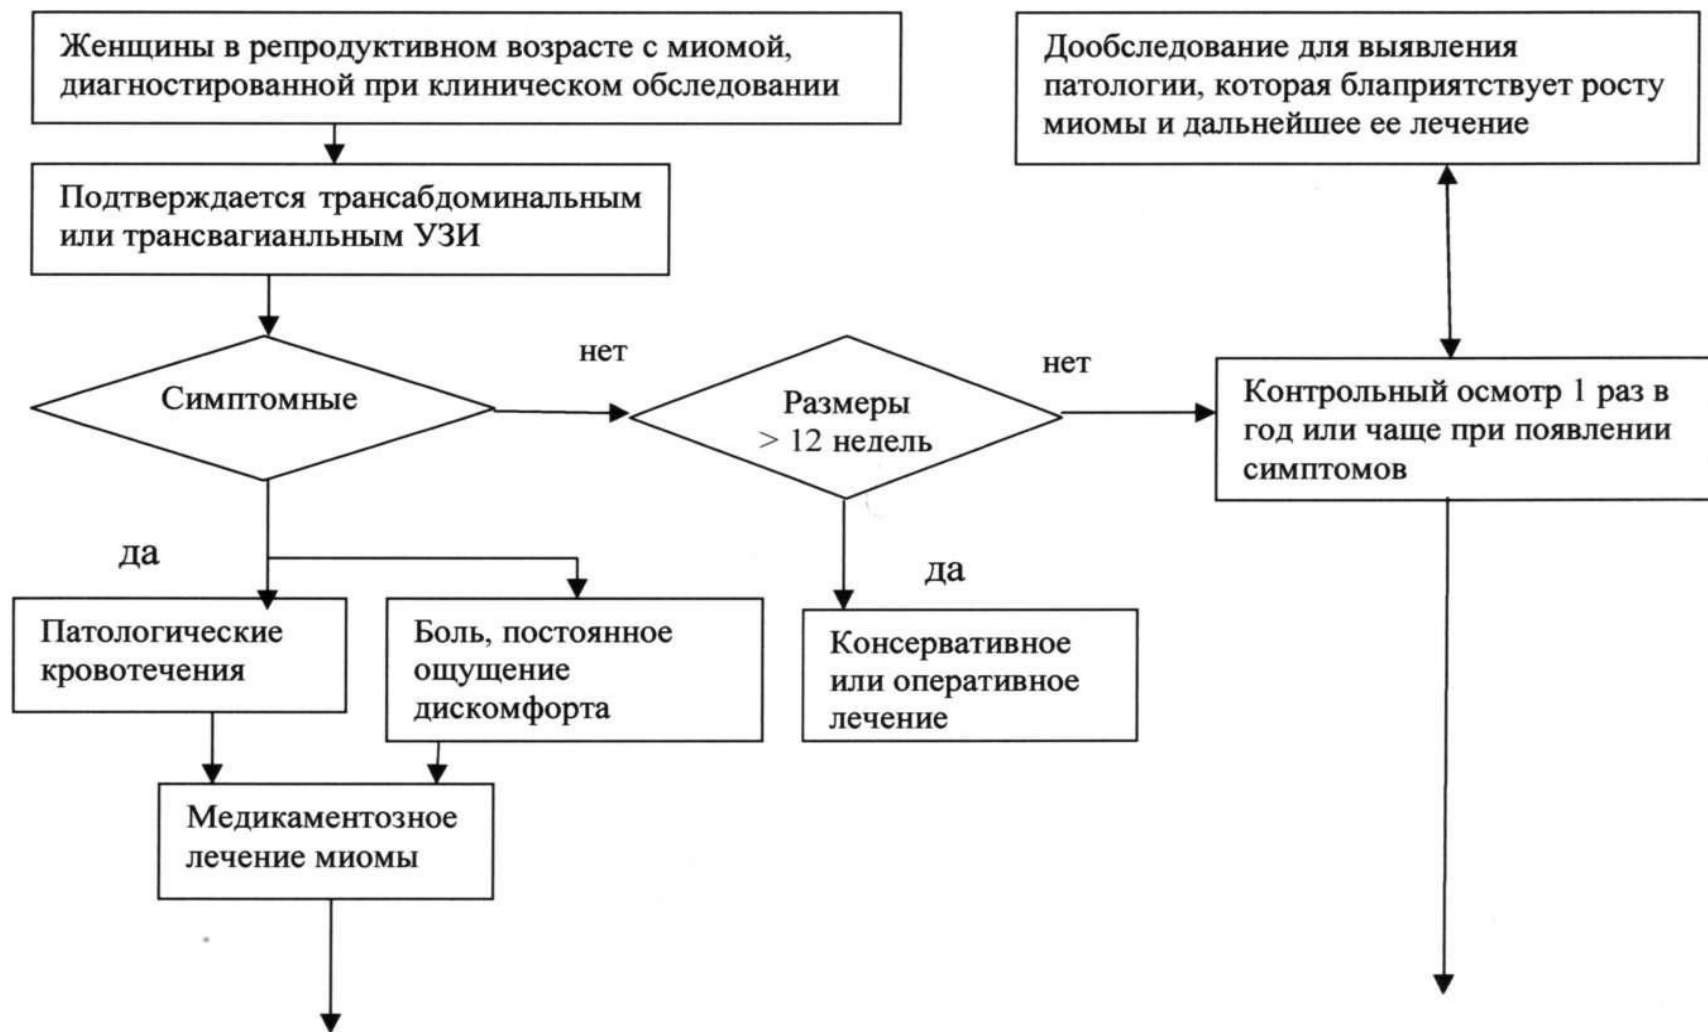 Женщины в репродуктивном возрасте с миомой,
диагностированной при клиническом обследовании
Дообследование для выявления
патологии, которая блаприятствует росту
миомы и дальнейшее ее лечение
Подтверждается трансабдоминальным
или трансвагианльным УЗИ
Симптомные
нет
Размеры
> 12 недель
нет
Контрольный осмотр 1 раз в
год или чаще при появлении
симптомов
да
да
Патологические
кровотечения
Боль, постоянное
ощущение
дискомфорта
Консервативное
или оперативное
лечение
Медикаментозное
лечение миомы